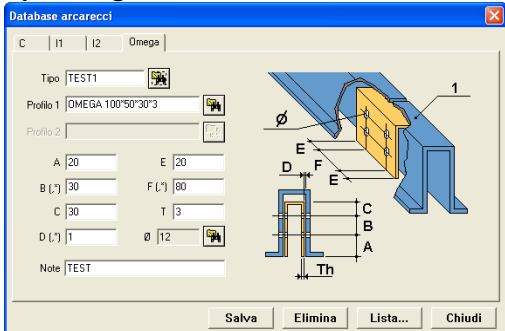 Database arcarecci
C I1 I2 Omega
Tipo TEST1
Profilo 1 OMEGA 100*50*30*3
Profilo 2
A 20 E 20
B (,*) 30 F (,*) 80
C 30 T 3
D (,*) 1 Ø 12
Note TEST
1
Ø
E
D F
E
C
B
A
Th
Salva Elimina Lista... Chiudi